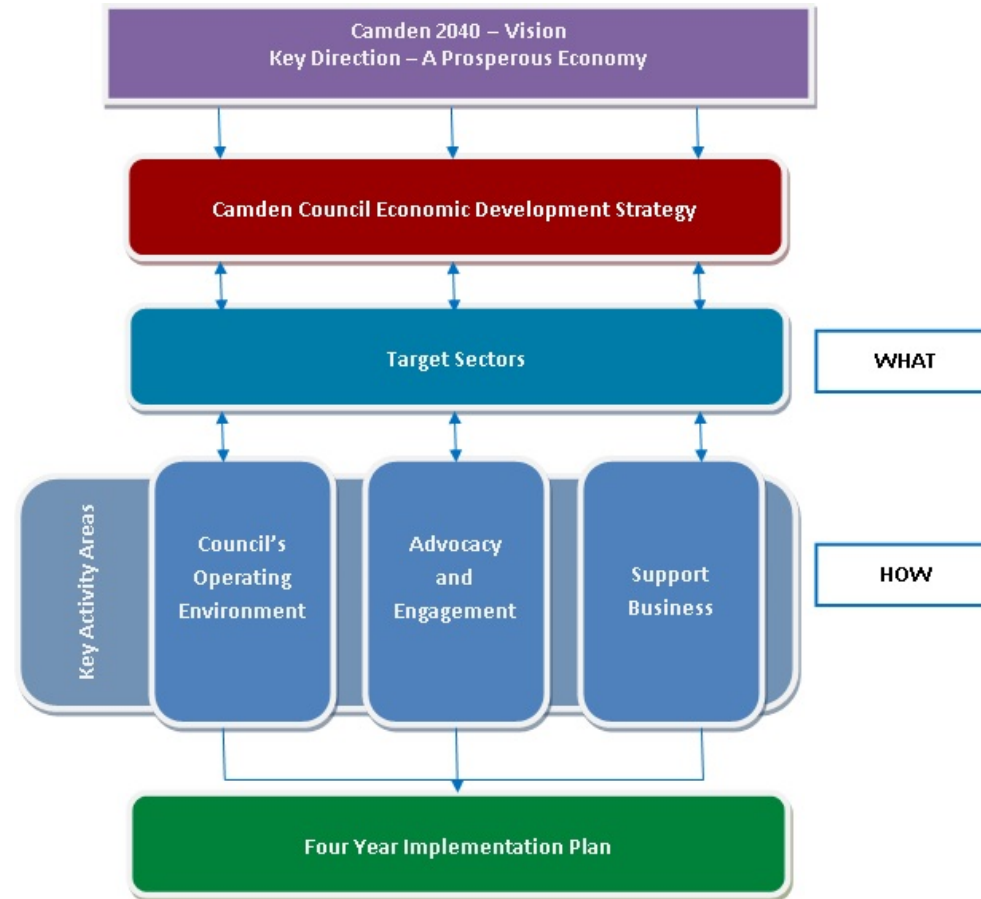 Camden 2040 – Vision
Key Direction – A Prosperous Economy
Camden Council Economic Development Strategy
Target Sectors
WHAT
Key Activity Areas
Council's
Operating
Environment
Advocacy
and
Engagement
Support
Business
HOW
Four Year Implementation Plan